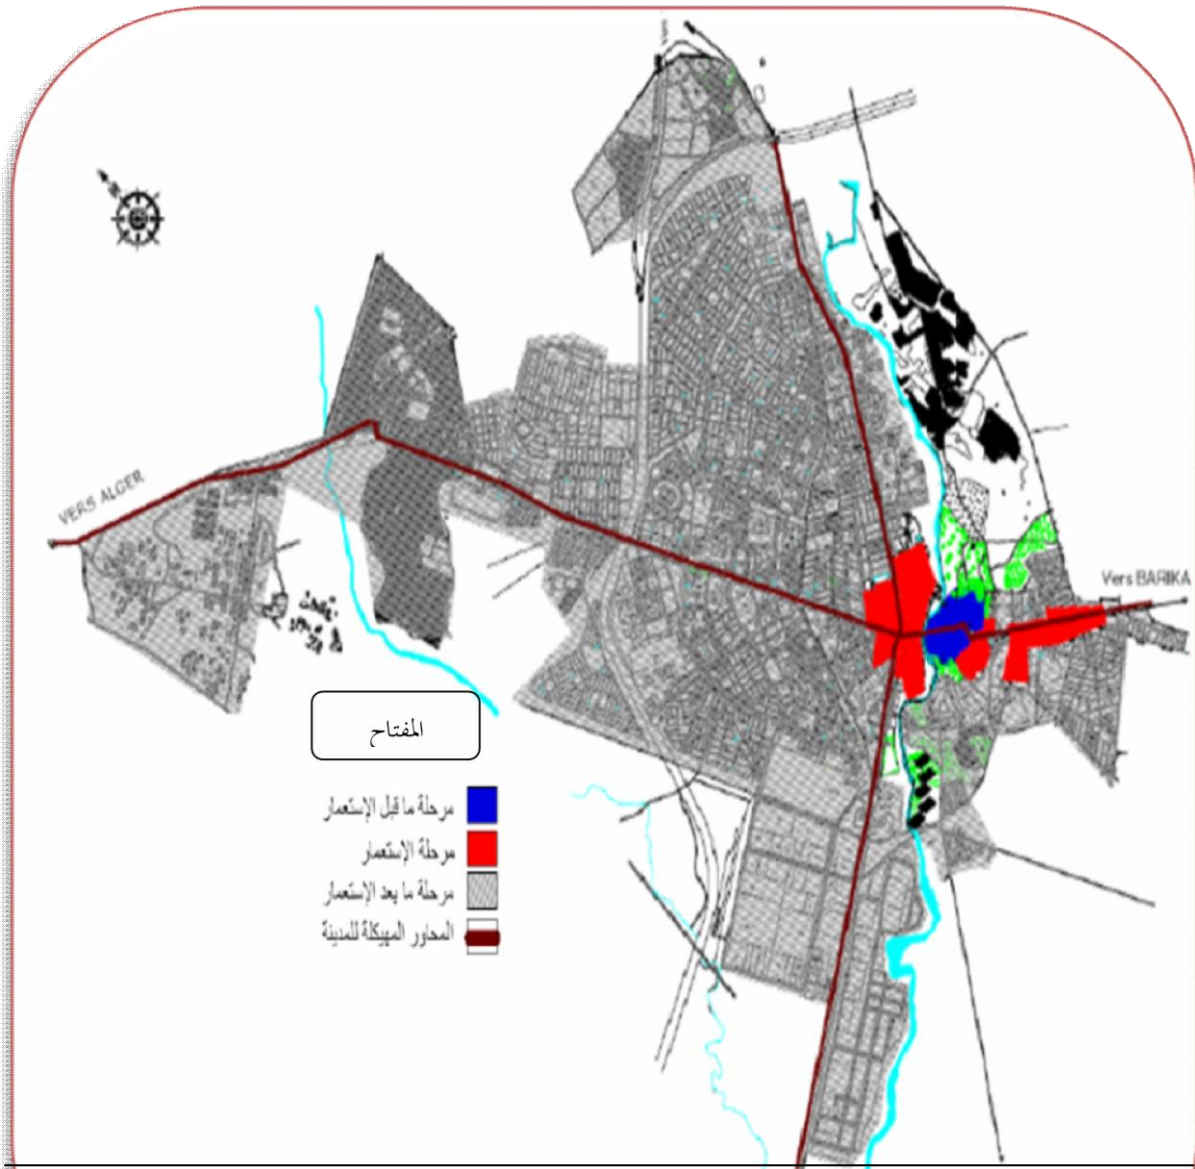 VERS ALGER
Vers BARIKA
المفتاح
مرحلة ما قبل الإستعمار
مرحلة الإستعمار
مرحلة ما بعد الإستعمار
المحاور المهيكلة للمدينة